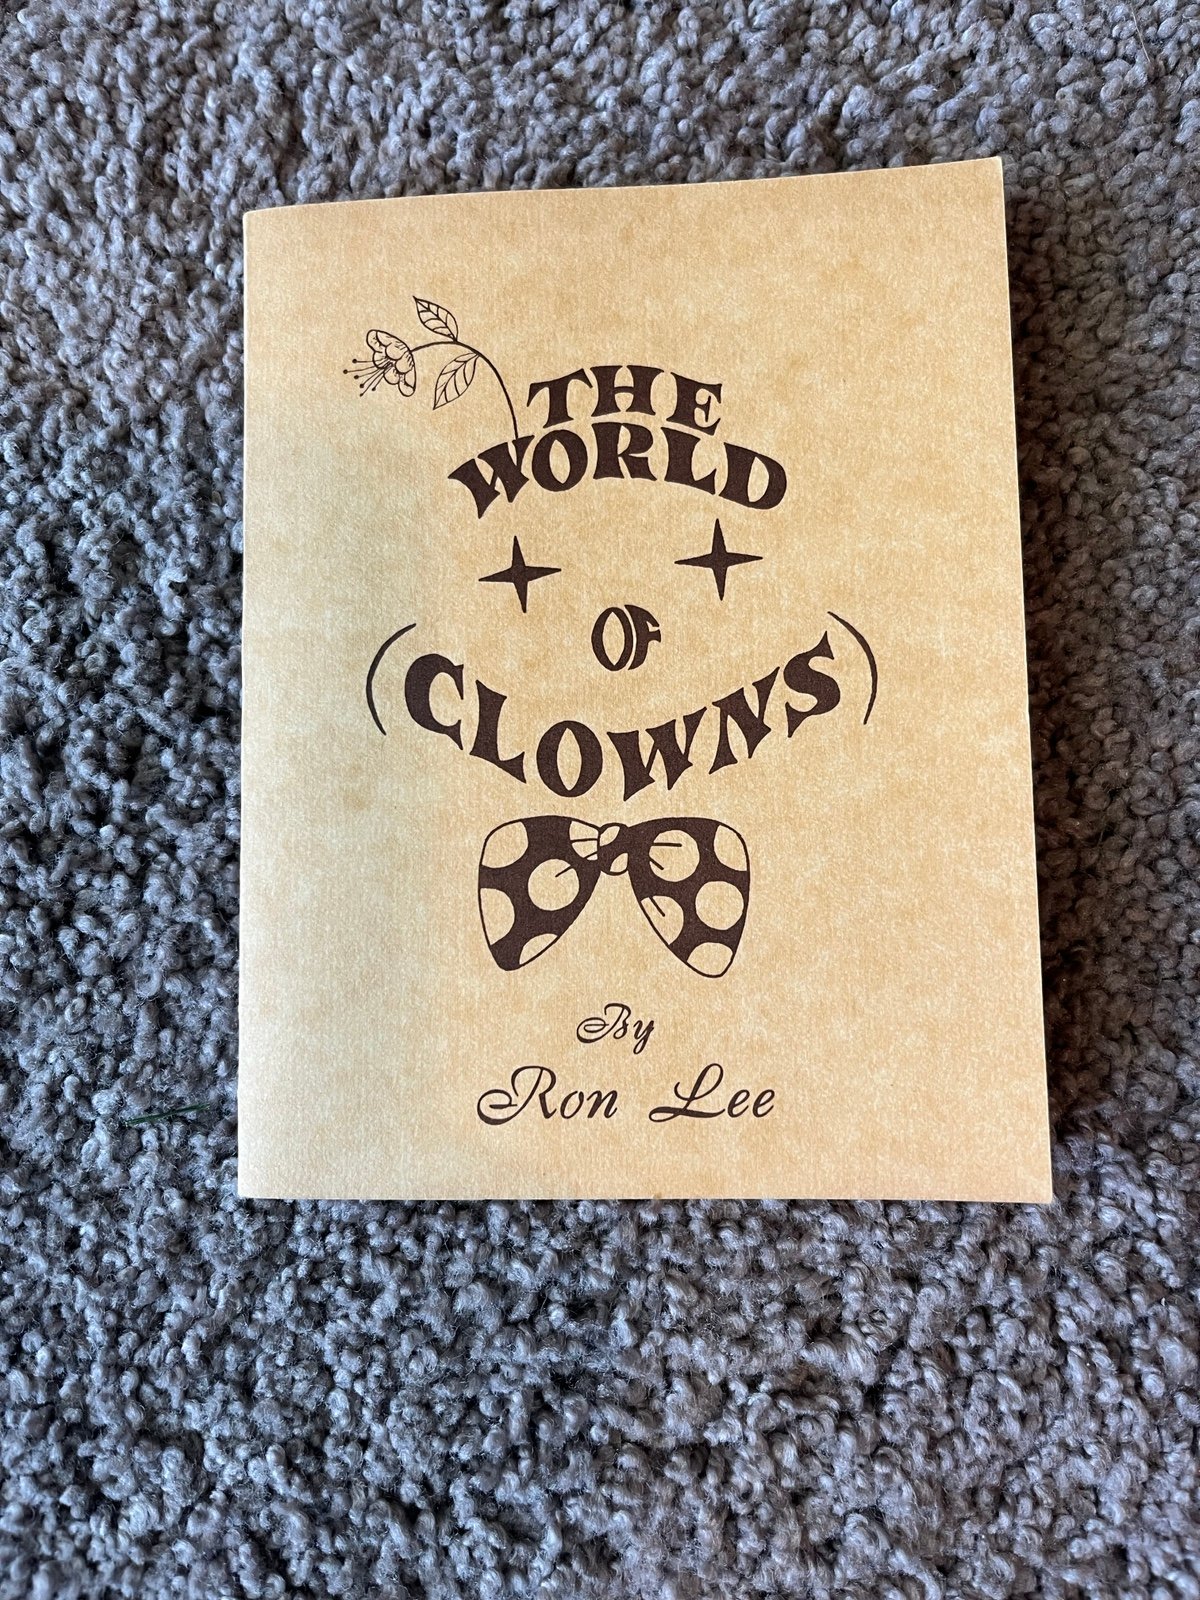 THE
WORLD
OF
(CLOWNS)
By
Ron Lee